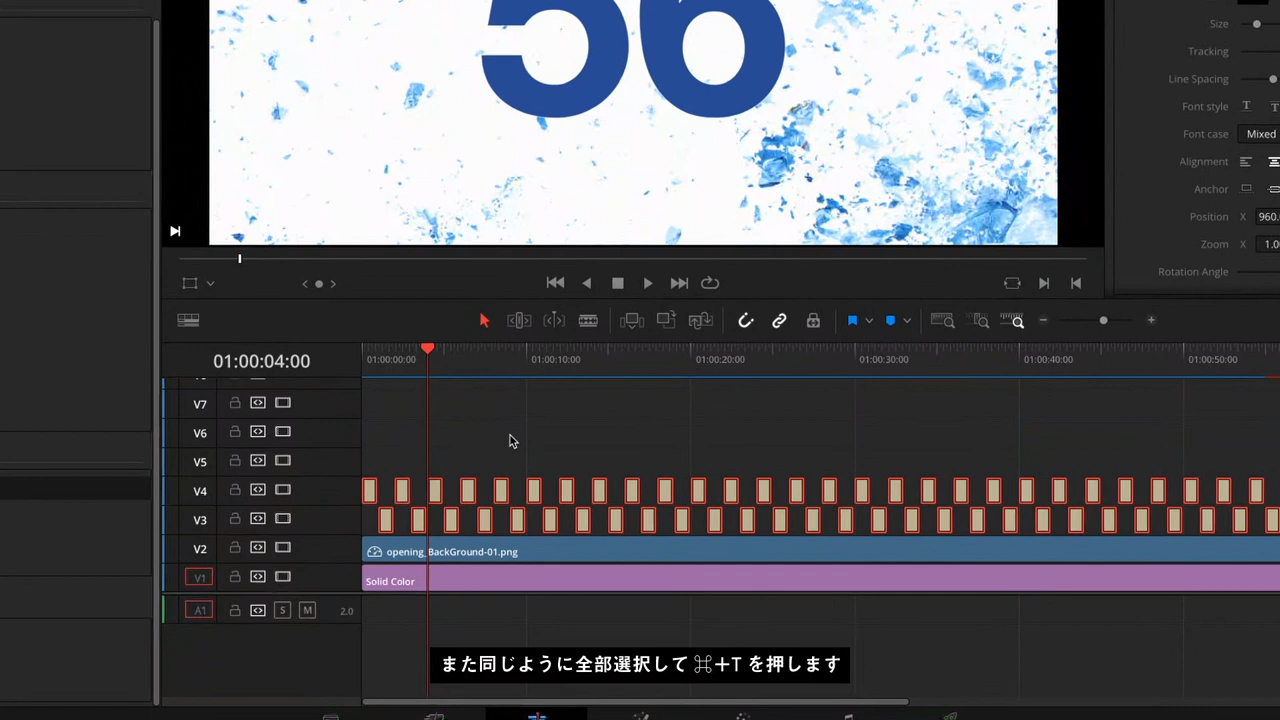 56
Size
Tracking
Line Spacing
Font style
Font case Mixed
Alignment
Anchor
Position X 960.
Zoom X 1.0
Rotation Angle
01:00:04:00
01:00:00:00 01:00:10:00 01:00:20:00 01:00:30:00 01:00:40:00 01:00:50:00
V7
V6
V5
V4
V3
V2 opening_BackGround-01.png
V1 Solid Color
A1 S M 2.0
また同じように全部選択して⌘+Tを押します